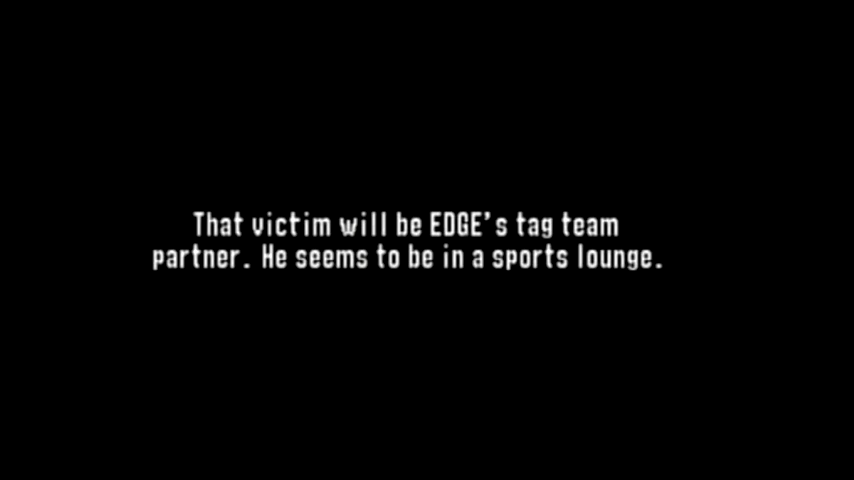 That victim will be EDGE's tag team
partner. He seems to be in a sports lounge.